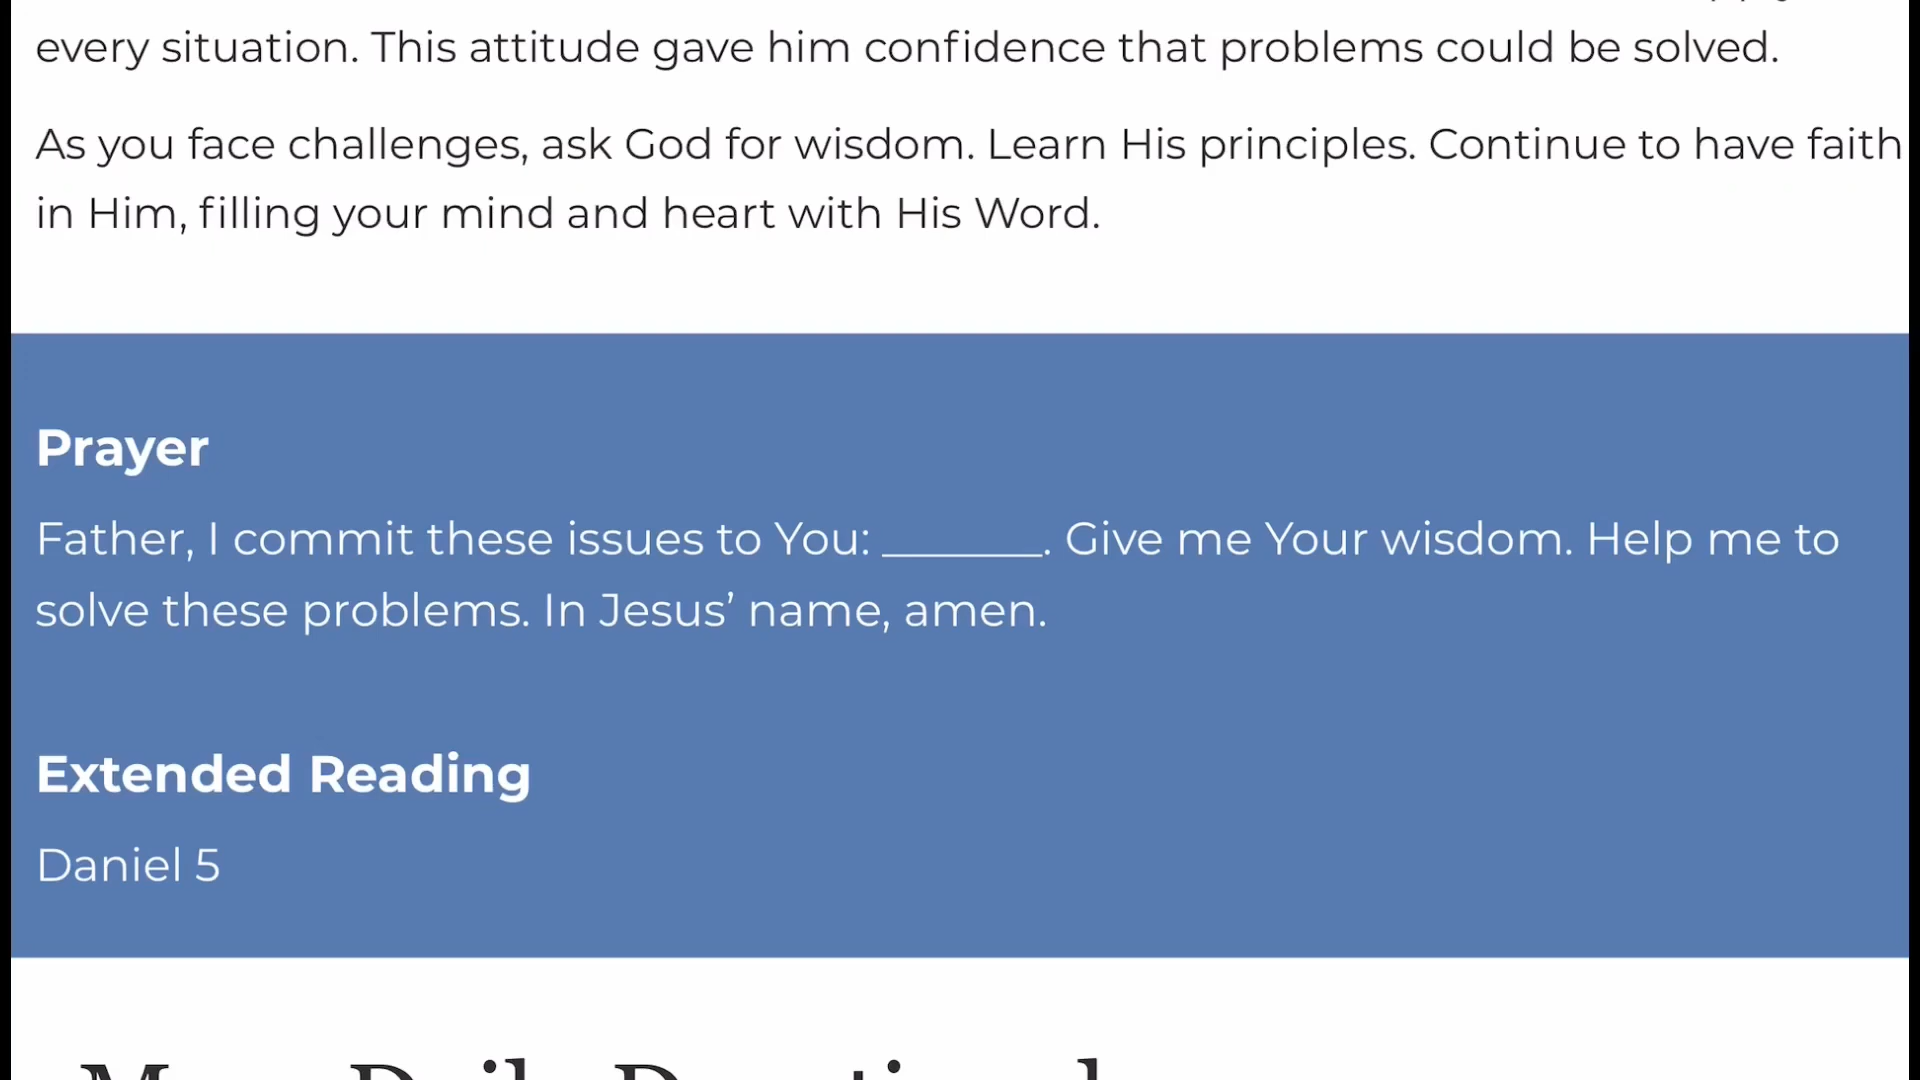 every situation. This attitude gave him confidence that problems could be solved.
As you face challenges, ask God for wisdom. Learn His principles. Continue to have faith
in Him, filling your mind and heart with His Word.
Prayer
Father, I commit these issues to You: _______. Give me Your wisdom. Help me to
solve these problems. In Jesus’ name, amen.
Extended Reading
Daniel 5